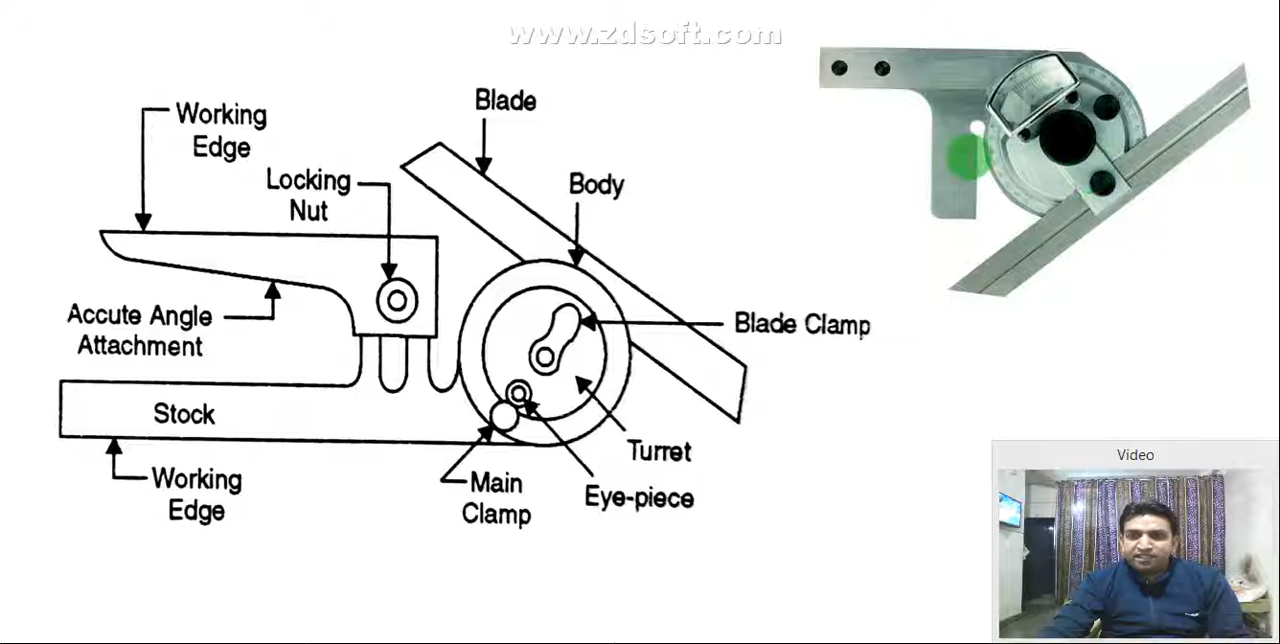 www.zdsoft.com
Working
Edge
Blade
Locking
Nut
Body
Accute Angle
Attachment
Blade Clamp
Stock
Turret
Working
Edge
Main
Clamp
Eye-piece
Video